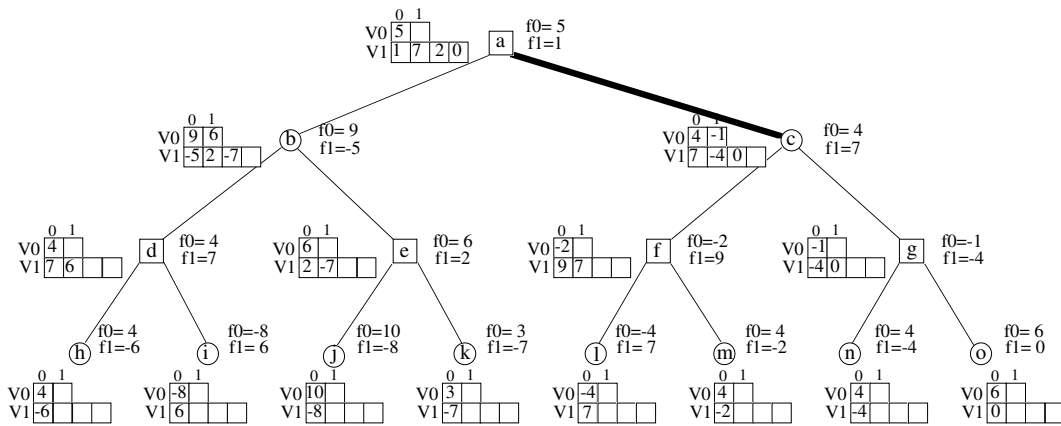 0 1
V0 5
V1 1 7 2 0
a
f0= 5
f1=1
0 1
V0 9 6
V1 -5 2 -7
b
f0= 9
f1=-5
0 1
V0 4 -1
V1 7 -4 0
c
f0= 4
f1=7
0 1
V0 4
V1 7 6
d
f0= 4
f1=7
0 1
V0 6
V1 2 -7
e
f0= 6
f1=2
0 1
V0 -2
V1 9 7
f
f0=-2
f1=9
0 1
V0 -1
V1 -4 0
g
f0=-1
f1=-4
h
f0= 4
f1=-6
i
f0=-8
f1= 6
j
f0=10
f1=-8
k
f0= 3
f1=-7
l
f0=-4
f1= 7
m
f0= 4
f1=-2
n
f0= 4
f1=-4
o
f0= 6
f1= 0
0 1
V0 4
V1 -6
0 1
V0 -8
V1 6
0 1
V0 10
V1 -8
0 1
V0 3
V1 -7
0 1
V0 -4
V1 7
0 1
V0 4
V1 -2
0 1
V0 4
V1 -4
0 1
V0 6
V1 0